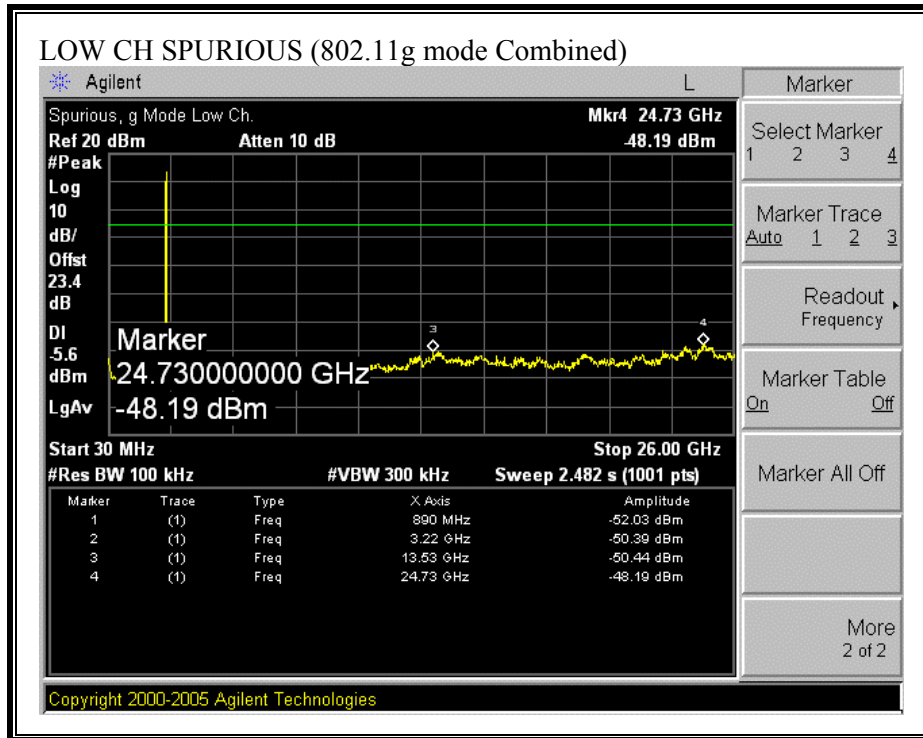 LOW CH SPURIOUS (802.11g mode Combined)
Agilent L
Spurious, g Mode Low Ch. Mkr4 24.73 GHz
Ref 20 dBm Atten 10 dB -48.19 dBm
#Peak
Log
10
dB/
Offst
23.4
dB
DI
-5.6
dBm
LgAv
3
4
Marker
24.730000000 GHz
-48.19 dBm
Start 30 MHz Stop 26.00 GHz
#Res BW 100 kHz #VBW 300 kHz Sweep 2.482 s (1001 pts)
Marker Trace Type X Axis Amplitude
1 (1) Freq 890 MHz -52.03 dBm
2 (1) Freq 3.22 GHz -50.39 dBm
3 (1) Freq 13.53 GHz -50.44 dBm
4 (1) Freq 24.73 GHz -48.19 dBm
Marker
Select Marker
1 2 3 4
Marker Trace
Auto 1 2 3
Readout
Frequency
Marker Table
On Off
Marker All Off
More
2 of 2
Copyright 2000-2005 Agilent Technologies